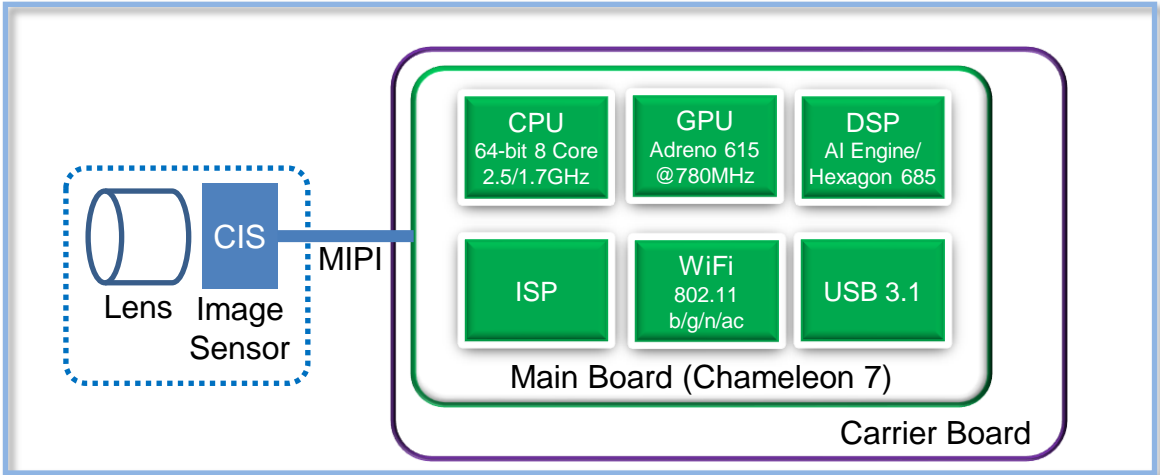 CPU
64-bit 8 Core
2.5/1.7GHz
GPU
Adreno 615
@780MHz
DSP
AI Engine/
Hexagon 685
CIS
MIPI
Lens
Image
Sensor
ISP
WiFi
802.11
b/g/n/ac
USB 3.1
Main Board (Chameleon 7)
Carrier Board